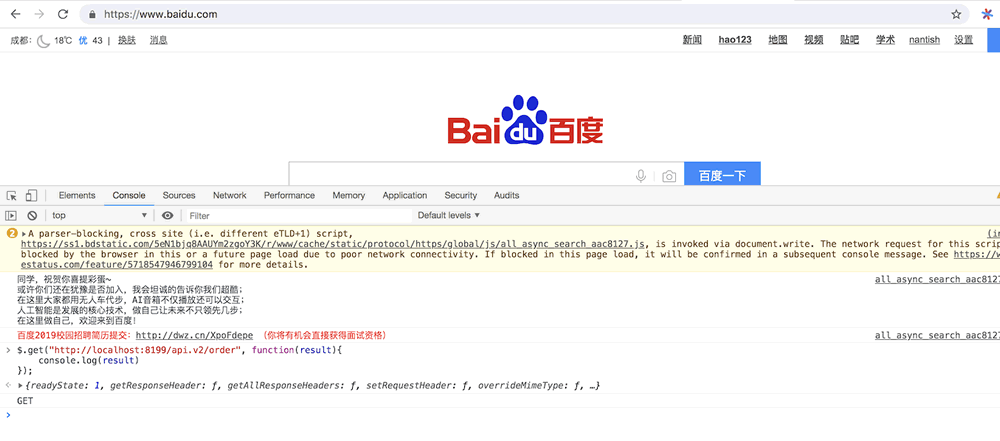 https://www.baidu.com
成都: 18℃ 优 43 | 换肤 消息 新闻 hao123 地图 视频 贴吧 学术 nantish 设置
Bai du 百度
百度一下
Elements Console Sources Network Performance Memory Application Security Audits
top Filter Default levels ▼
2 A parser-blocking, cross site (i.e. different eTLD+1) script,
https://ss1.bdstatic.com/5eN1bjq8AAUYm2zgoY3K/r/www/cache/static/protocol/https/global/js/all_async_search_aac8127.js, is invoked via document.write. The network request for this scrip
blocked by the browser in this or a future page load due to poor network connectivity. If blocked in this page load, it will be confirmed in a subsequent console message. See https://w
estatus.com/feature/5718547946799104 for more details.
同学，祝贺你喜提彩蛋~ all_async_search_aac8127
或许你们还在犹豫是否加入，我会坦诚的告诉你我们超酷；
在这里大家都用无人车代步，AI音箱不仅播放还可以交互；
人工智能是发展的核心技术，做自己让未来不只领先几步；
在这里做自己，欢迎来到百度！
百度2019校园招聘简历提交：http://dwz.cn/XpoFdepe （你将有机会直接获得面试资格） all_async_search_aac8127
> $.get("http://localhost:8199/api.v2/order", function(result){
console.log(result)
});
{readyState: 1, getResponseHeader: ƒ, getAllResponseHeaders: ƒ, setRequestHeader: ƒ, overrideMimeType: ƒ, …}
GET
>